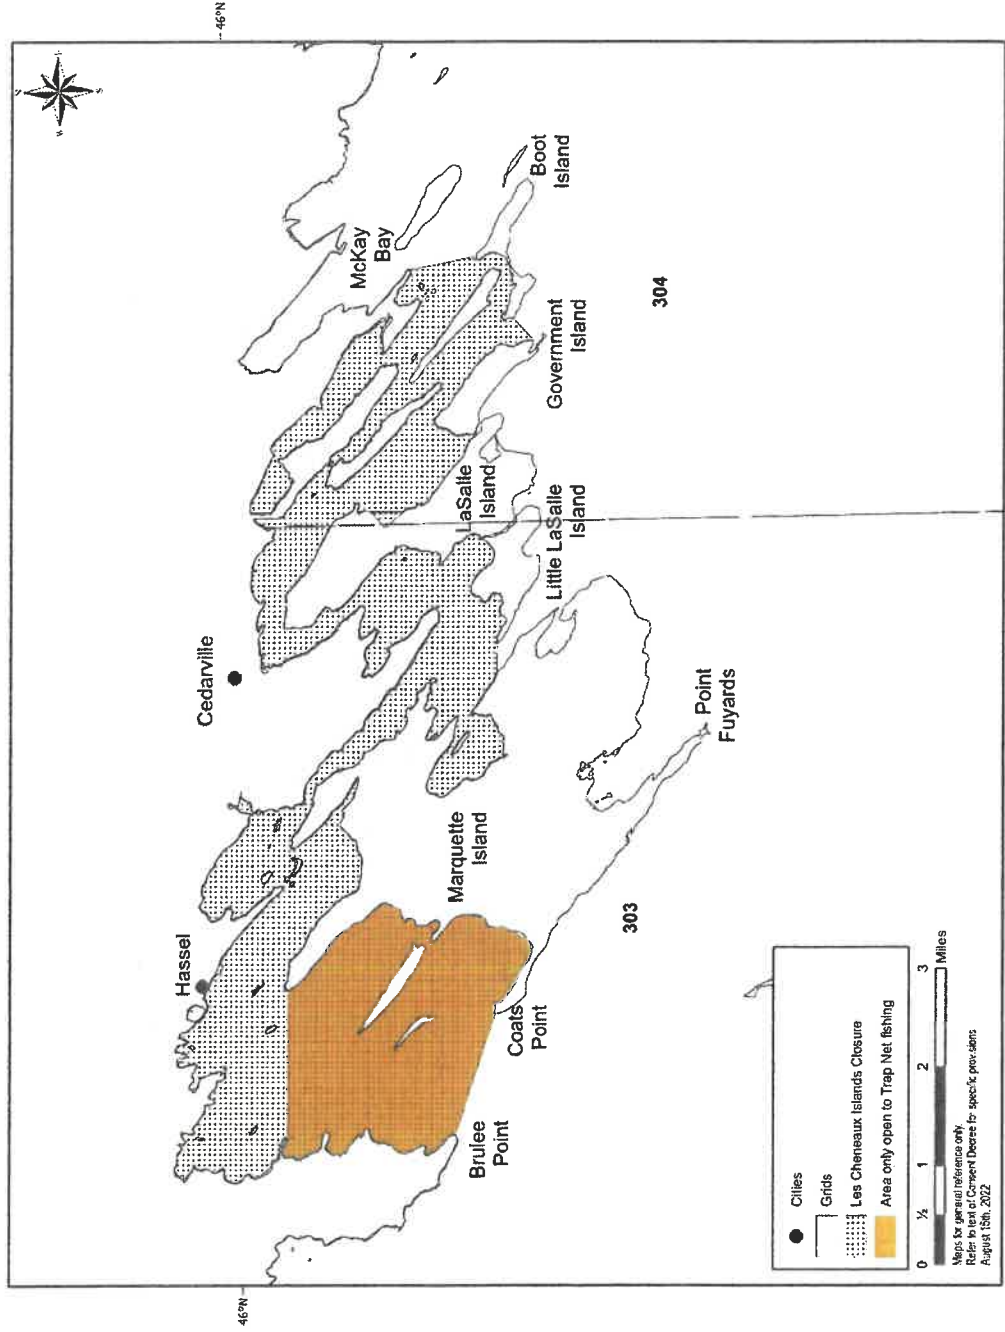 46°N
46°N
Hassel
Cedarville
McKay
Bay
Boot
Island
Government
Island
LaSalle
Island
Little LaSalle
Island
Marquette
Island
Coats
Point
Brulee
Point
Point
Fuyards
303
304
Cities
Grids
Les Cheneaux Islands Closure
Area only open to Trap Net fishing
0 ½ 1 2 3
Miles
Maps for general reference only.
Refer to text of Consent Decree for specific provisions
August 15th, 2022